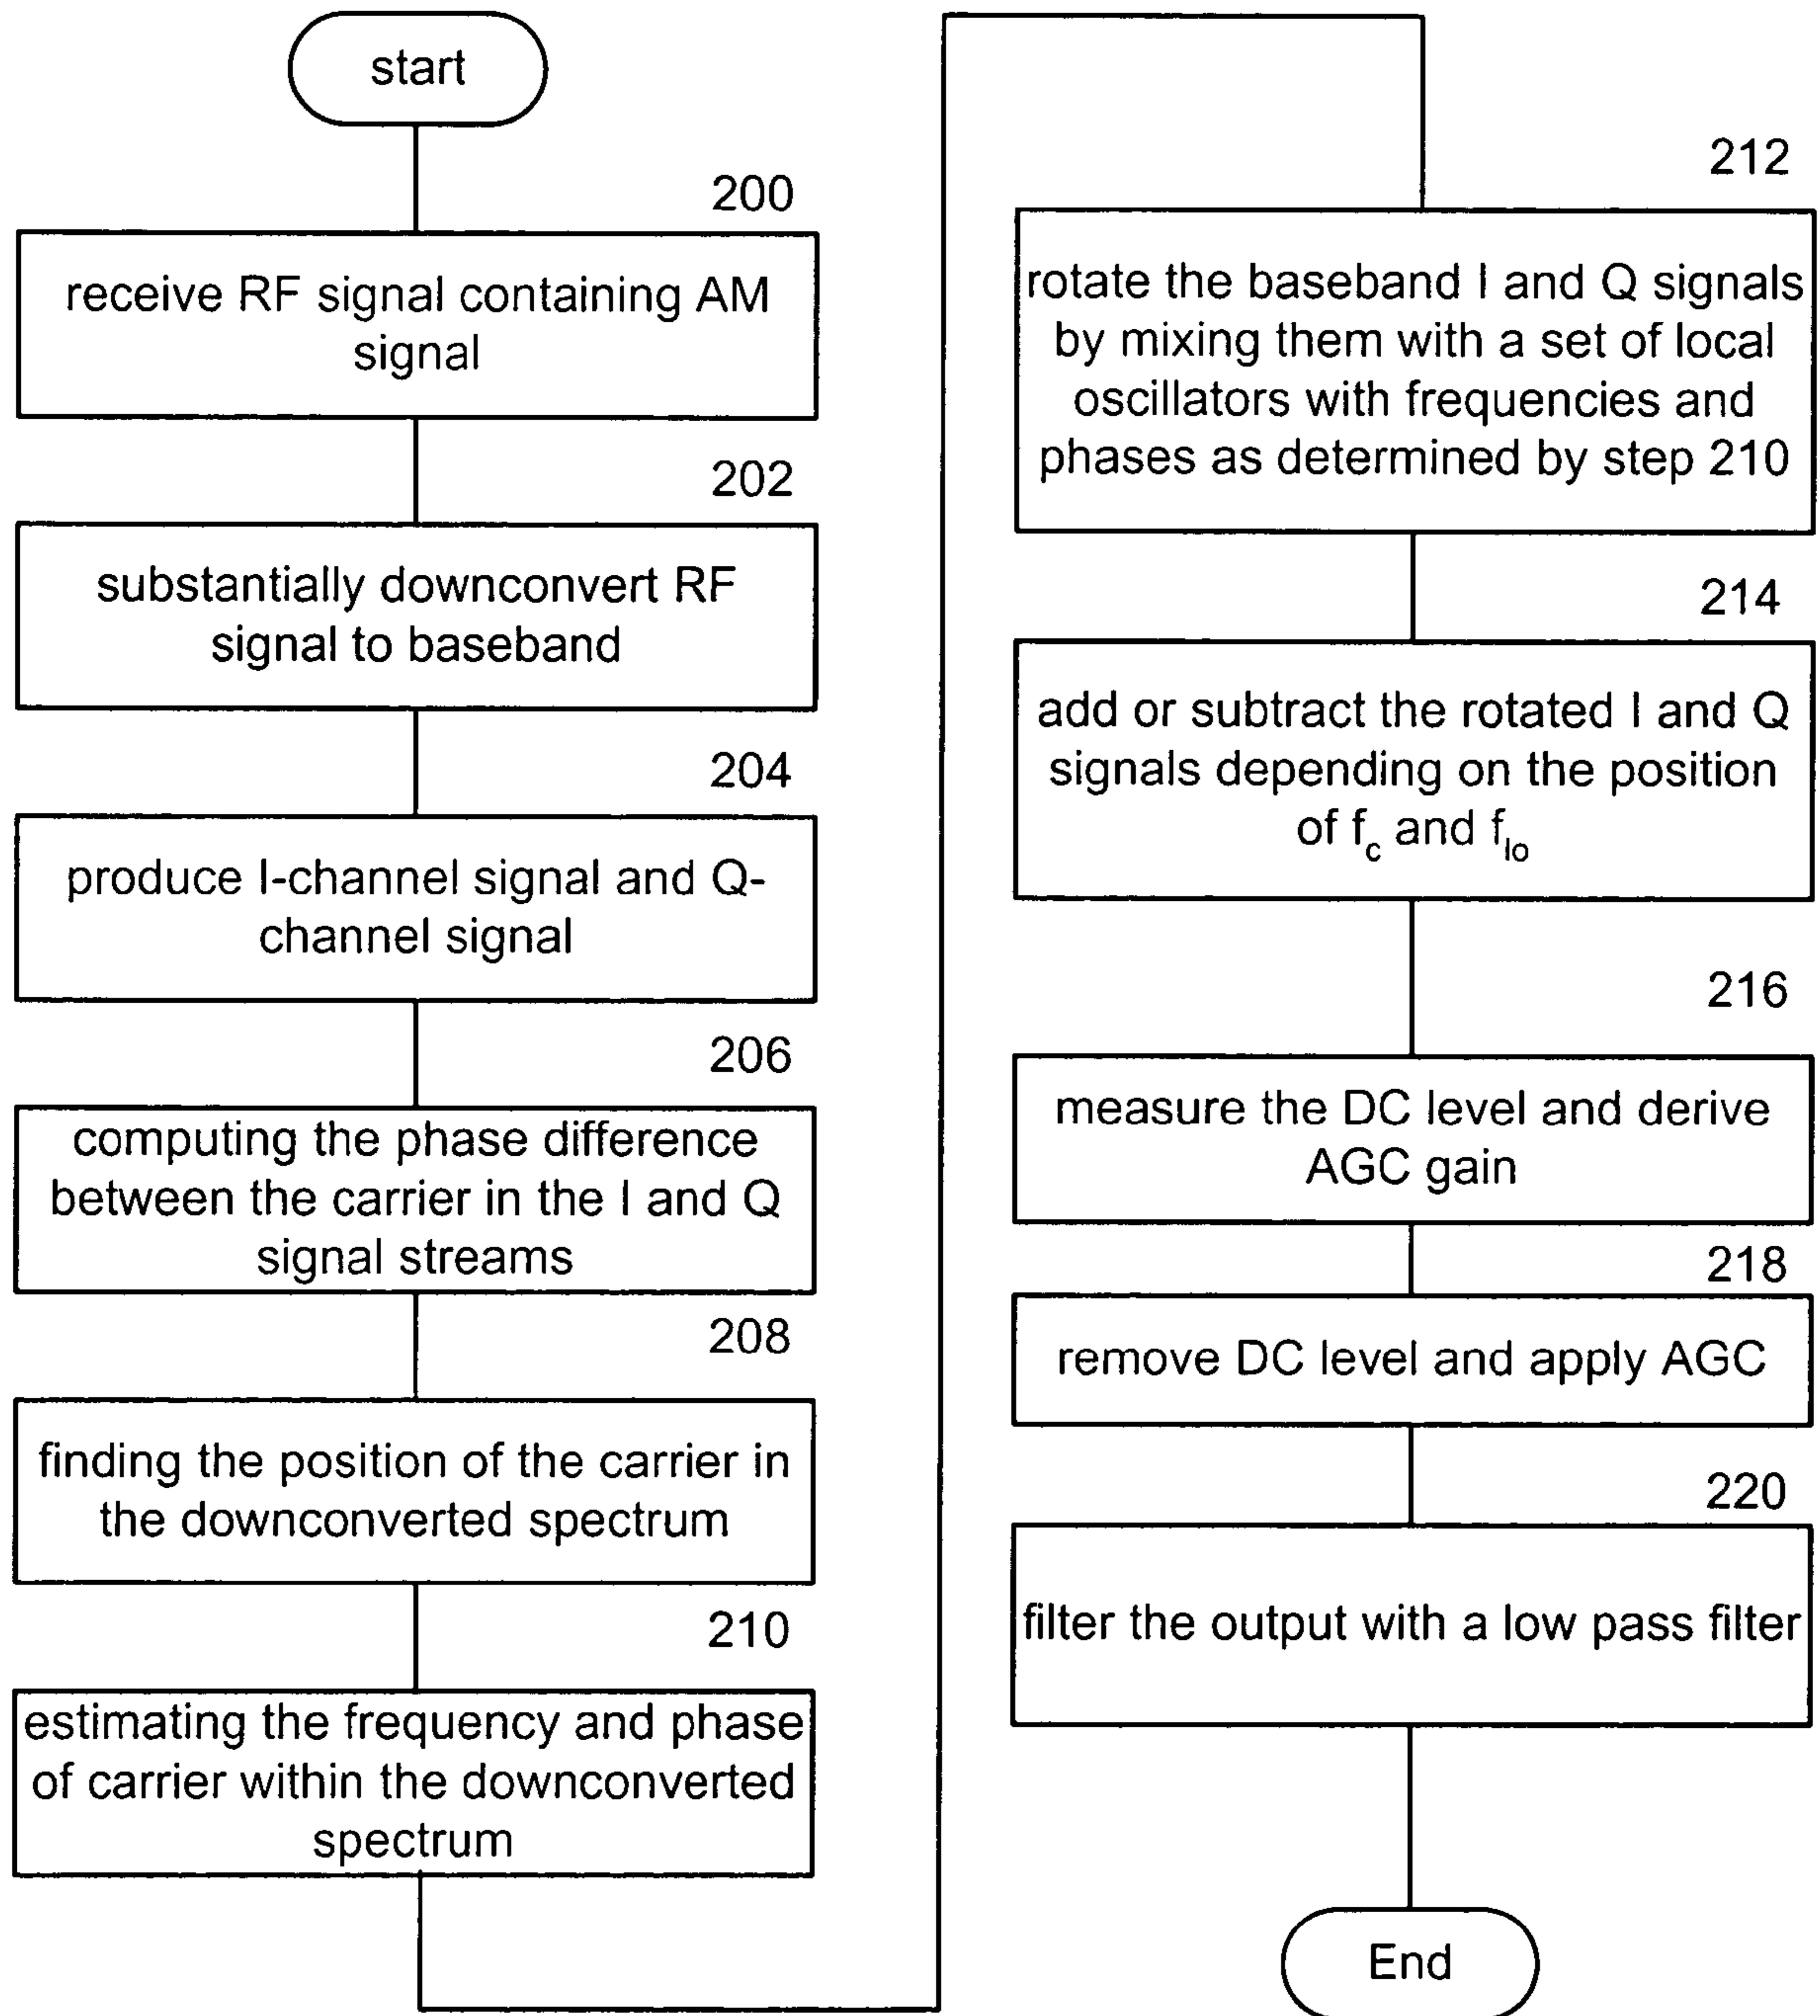 start
200
receive RF signal containing AM
signal
202
substantially downconvert RF
signal to baseband
204
produce I-channel signal and Q-
channel signal
206
computing the phase difference
between the carrier in the I and Q
signal streams
208
finding the position of the carrier in
the downconverted spectrum
210
estimating the frequency and phase
of carrier within the downconverted
spectrum
212
rotate the baseband I and Q signals
by mixing them with a set of local
oscillators with frequencies and
phases as determined by step 210
214
add or subtract the rotated I and Q
signals depending on the position
of fc and flo
216
measure the DC level and derive
AGC gain
218
remove DC level and apply AGC
220
filter the output with a low pass filter
End